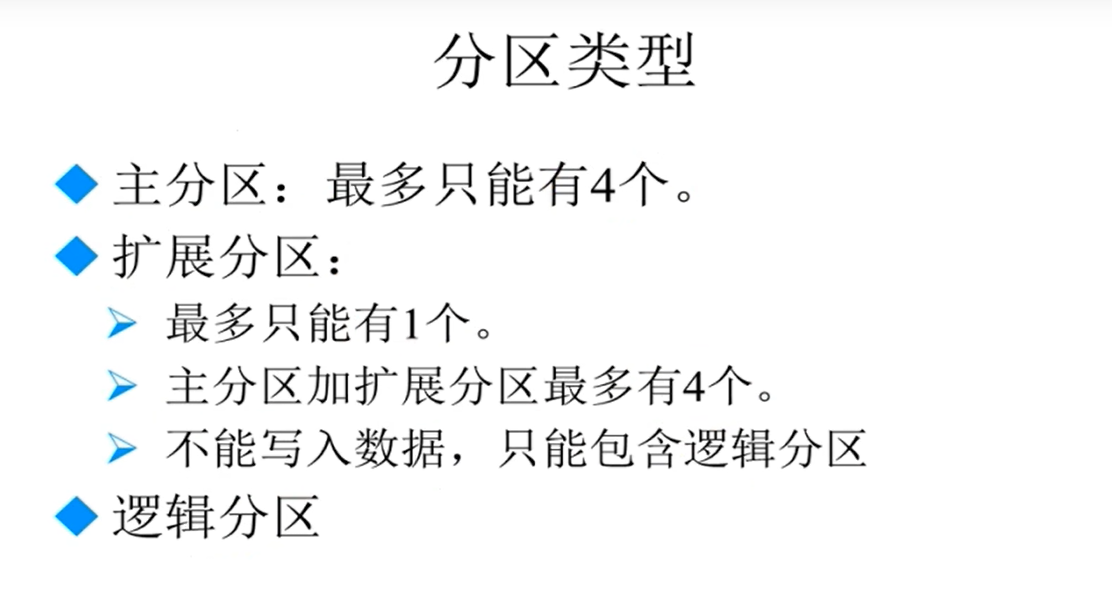 分区类型
主分区：最多只能有4个。
扩展分区：
最多只能有1个。
主分区加扩展分区最多有4个。
不能写入数据，只能包含逻辑分区
逻辑分区